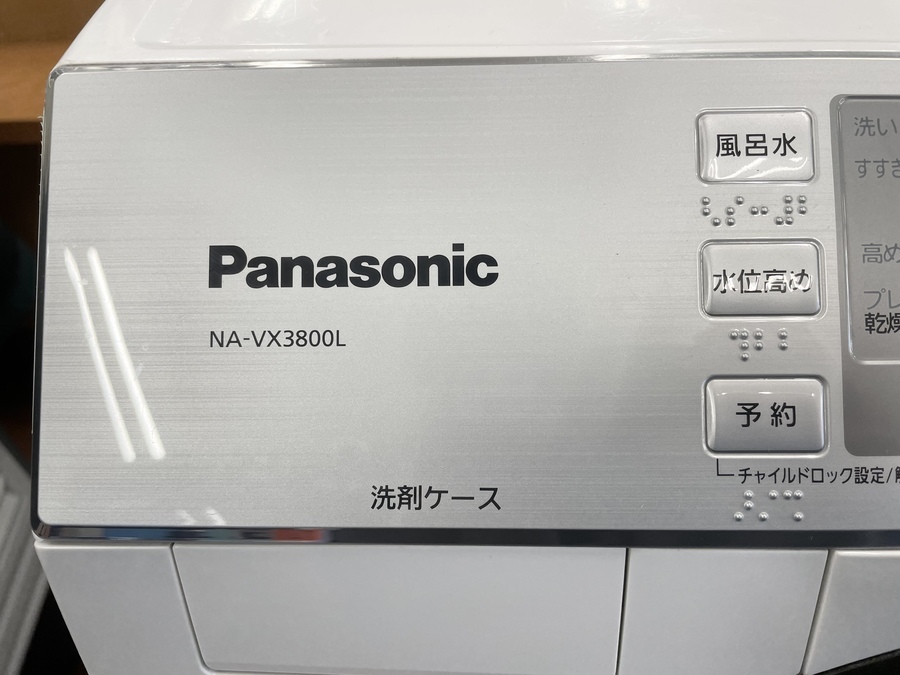 Panasonic
NA-VX3800L
洗剤ケース
風呂水
水位高め
予約
チャイルドロック設定/
洗い
すす
高め
プレ
乾燥